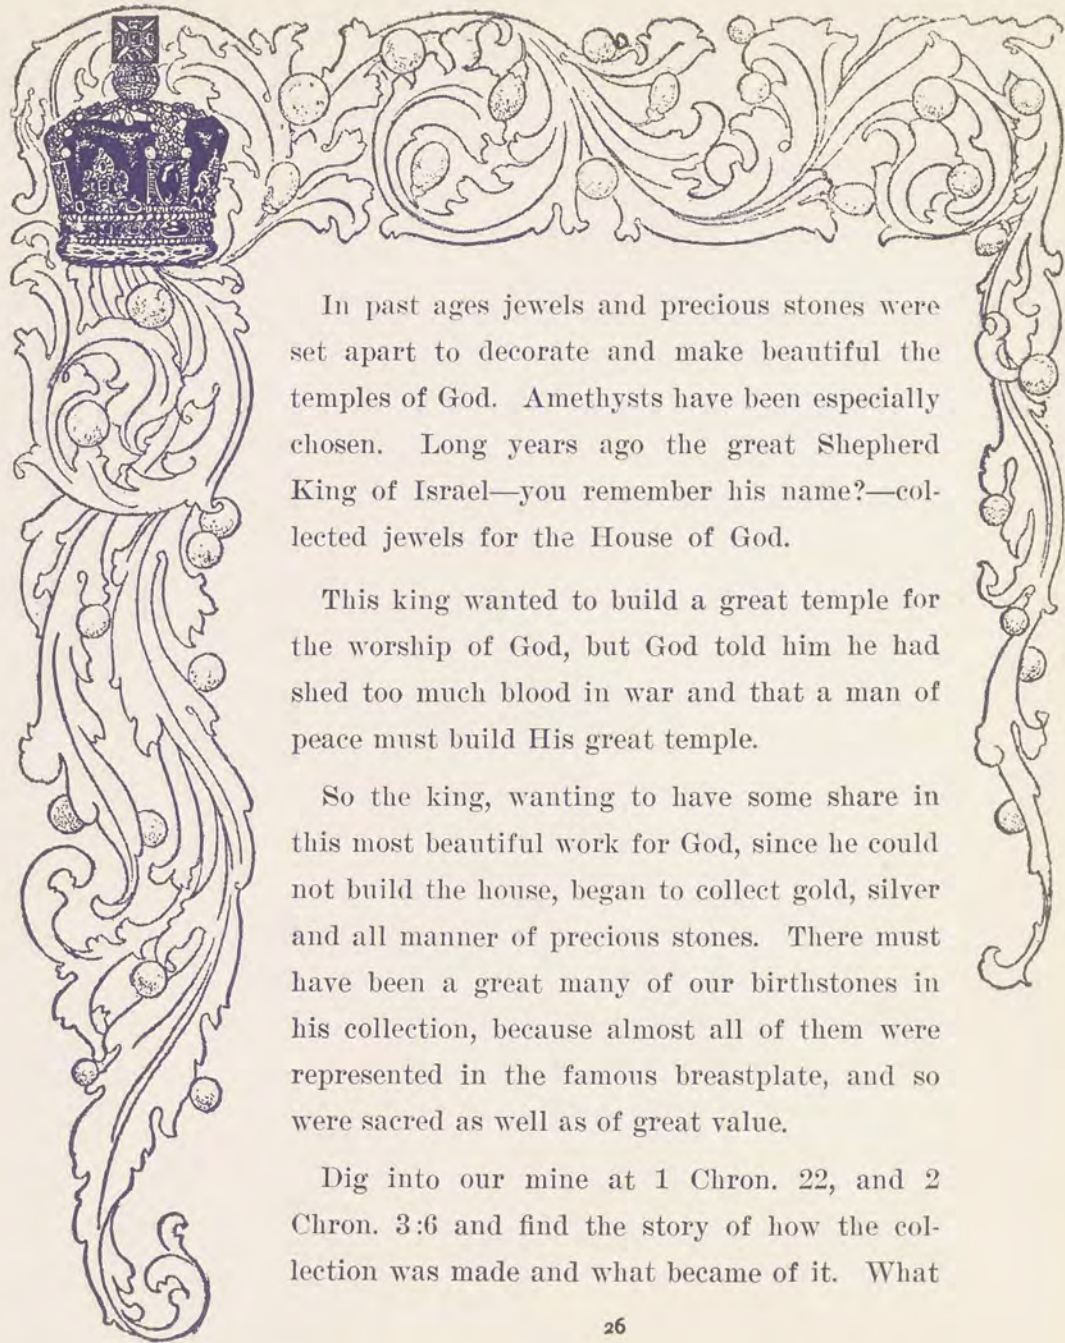 In past ages jewels and precious stones were
set apart to decorate and make beautiful the
temples of God. Amethysts have been especially
chosen. Long years ago the great Shepherd
King of Israel—you remember his name?—col-
lected jewels for the House of God.
This king wanted to build a great temple for
the worship of God, but God told him he had
shed too much blood in war and that a man of
peace must build His great temple.
So the king, wanting to have some share in
this most beautiful work for God, since he could
not build the house, began to collect gold, silver
and all manner of precious stones. There must
have been a great many of our birthstones in
his collection, because almost all of them were
represented in the famous breastplate, and so
were sacred as well as of great value.
Dig into our mine at 1 Chron. 22, and 2
Chron. 3:6 and find the story of how the col-
lection was made and what became of it. What
26